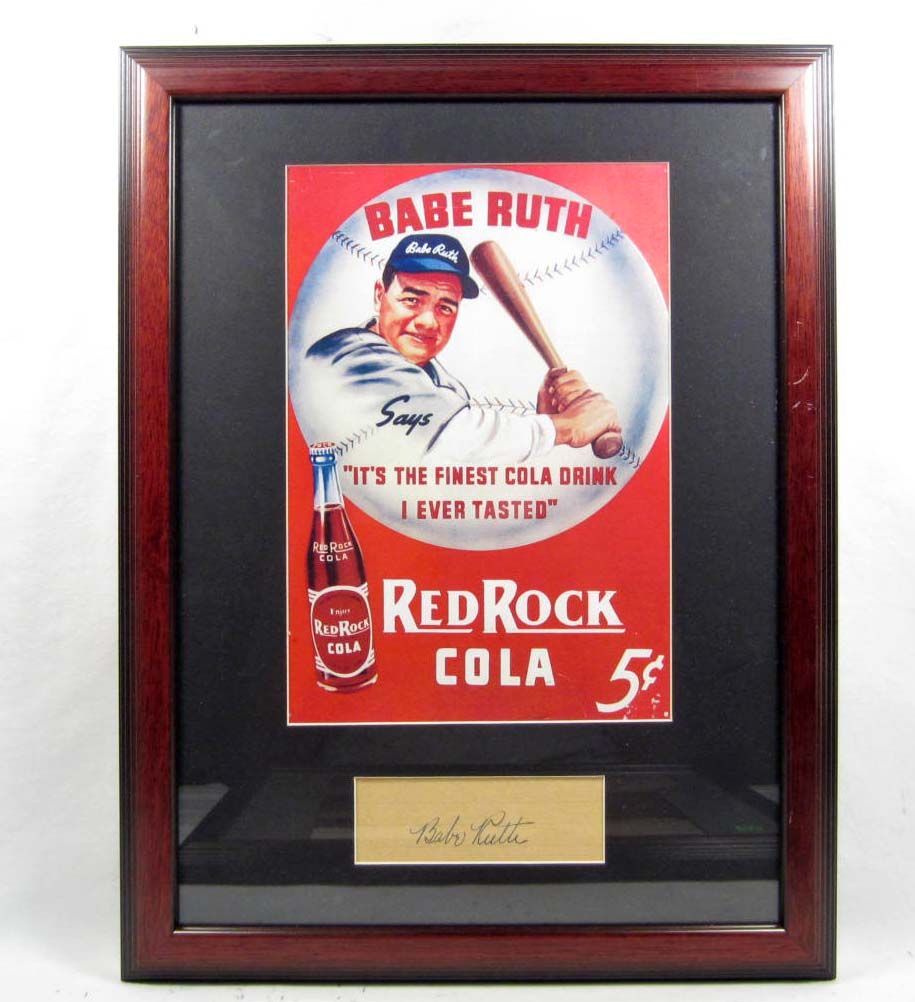 BABE RUTH
Babe Ruth
Says
"IT'S THE FINEST COLA DRINK
I EVER TASTED"
RED ROCK
COLA
Enjoy
RED ROCK
COLA
RED ROCK
COLA
5¢
Babe Ruth